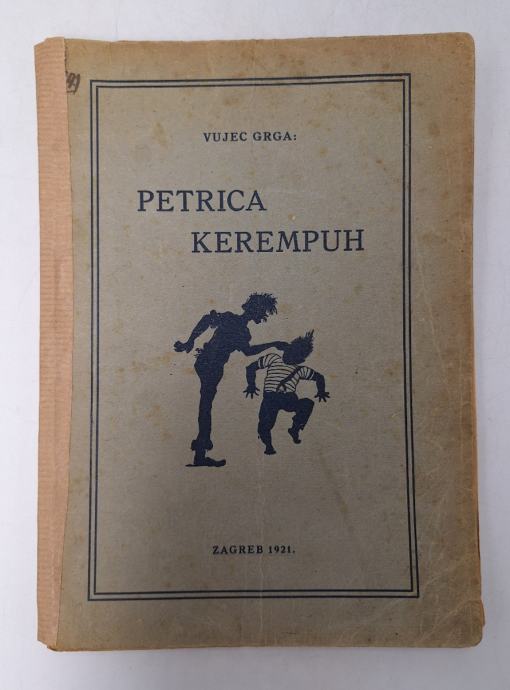 VUJEC GRGA:
PETRICA
KEREMPUH
ZAGREB 1921.